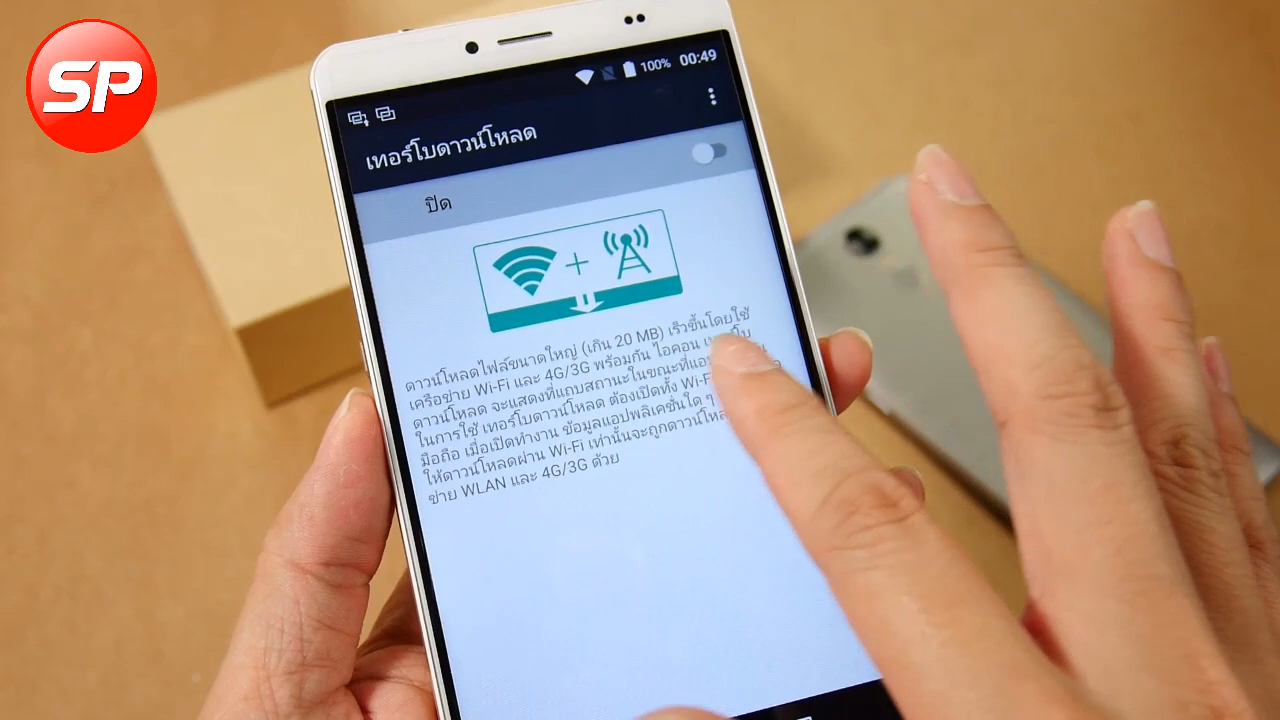 SP
100% 00:49
เทอร์โบดาวน์โหลด
ปิด
ดาวน์โหลดไฟล์ขนาดใหญ่ (เกิน 20 MB) เร็วขึ้นโดยใช้
เครือข่าย Wi-Fi และ 4G/3G พร้อมกัน ไอคอน
ดาวน์โหลด จะแสดงที่แถบสถานะในขณะที่
ในการใช้ เทอร์โบดาวน์โหลด ต้องเปิดทั้ง
มือถือ เมื่อเปิดทำงาน ข้อมูลแอปพลิเคชั่นใด ๆ
ให้ดาวน์โหลดผ่าน Wi-Fi เท่านั้นจะถูก
ข่าย WLAN และ 4G/3G ด้วย